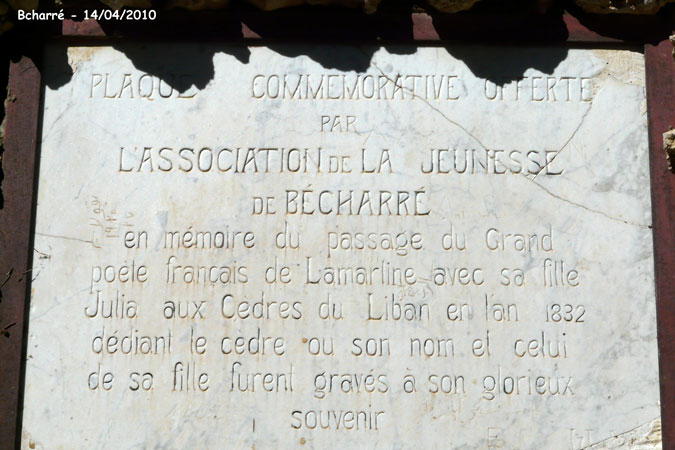 Bcharré - 14/04/2010
PLAQUE COMMEMORATIVE OFFERTE
PAR
L'ASSOCIATION DE LA JEUNESSE
DE BÉCHARRÉ
en mémoire du passage du Grand
poète français de Lamartine avec sa fille
Julia aux Cedres du Liban en l'an 1832
dédiant le cedre ou son nom et celui
de sa fille furent gravés à son glorieux
souvenir